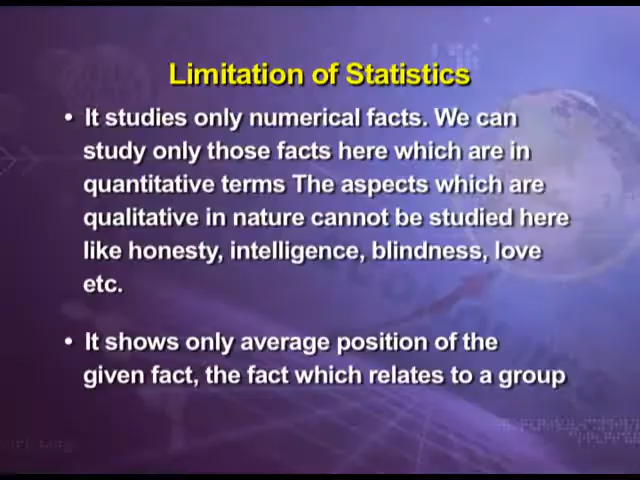 Limitation of Statistics
• It studies only numerical facts. We can
study only those facts here which are in
quantitative terms The aspects which are
qualitative in nature cannot be studied here
like honesty, intelligence, blindness, love
etc.
• It shows only average position of the
given fact, the fact which relates to a group